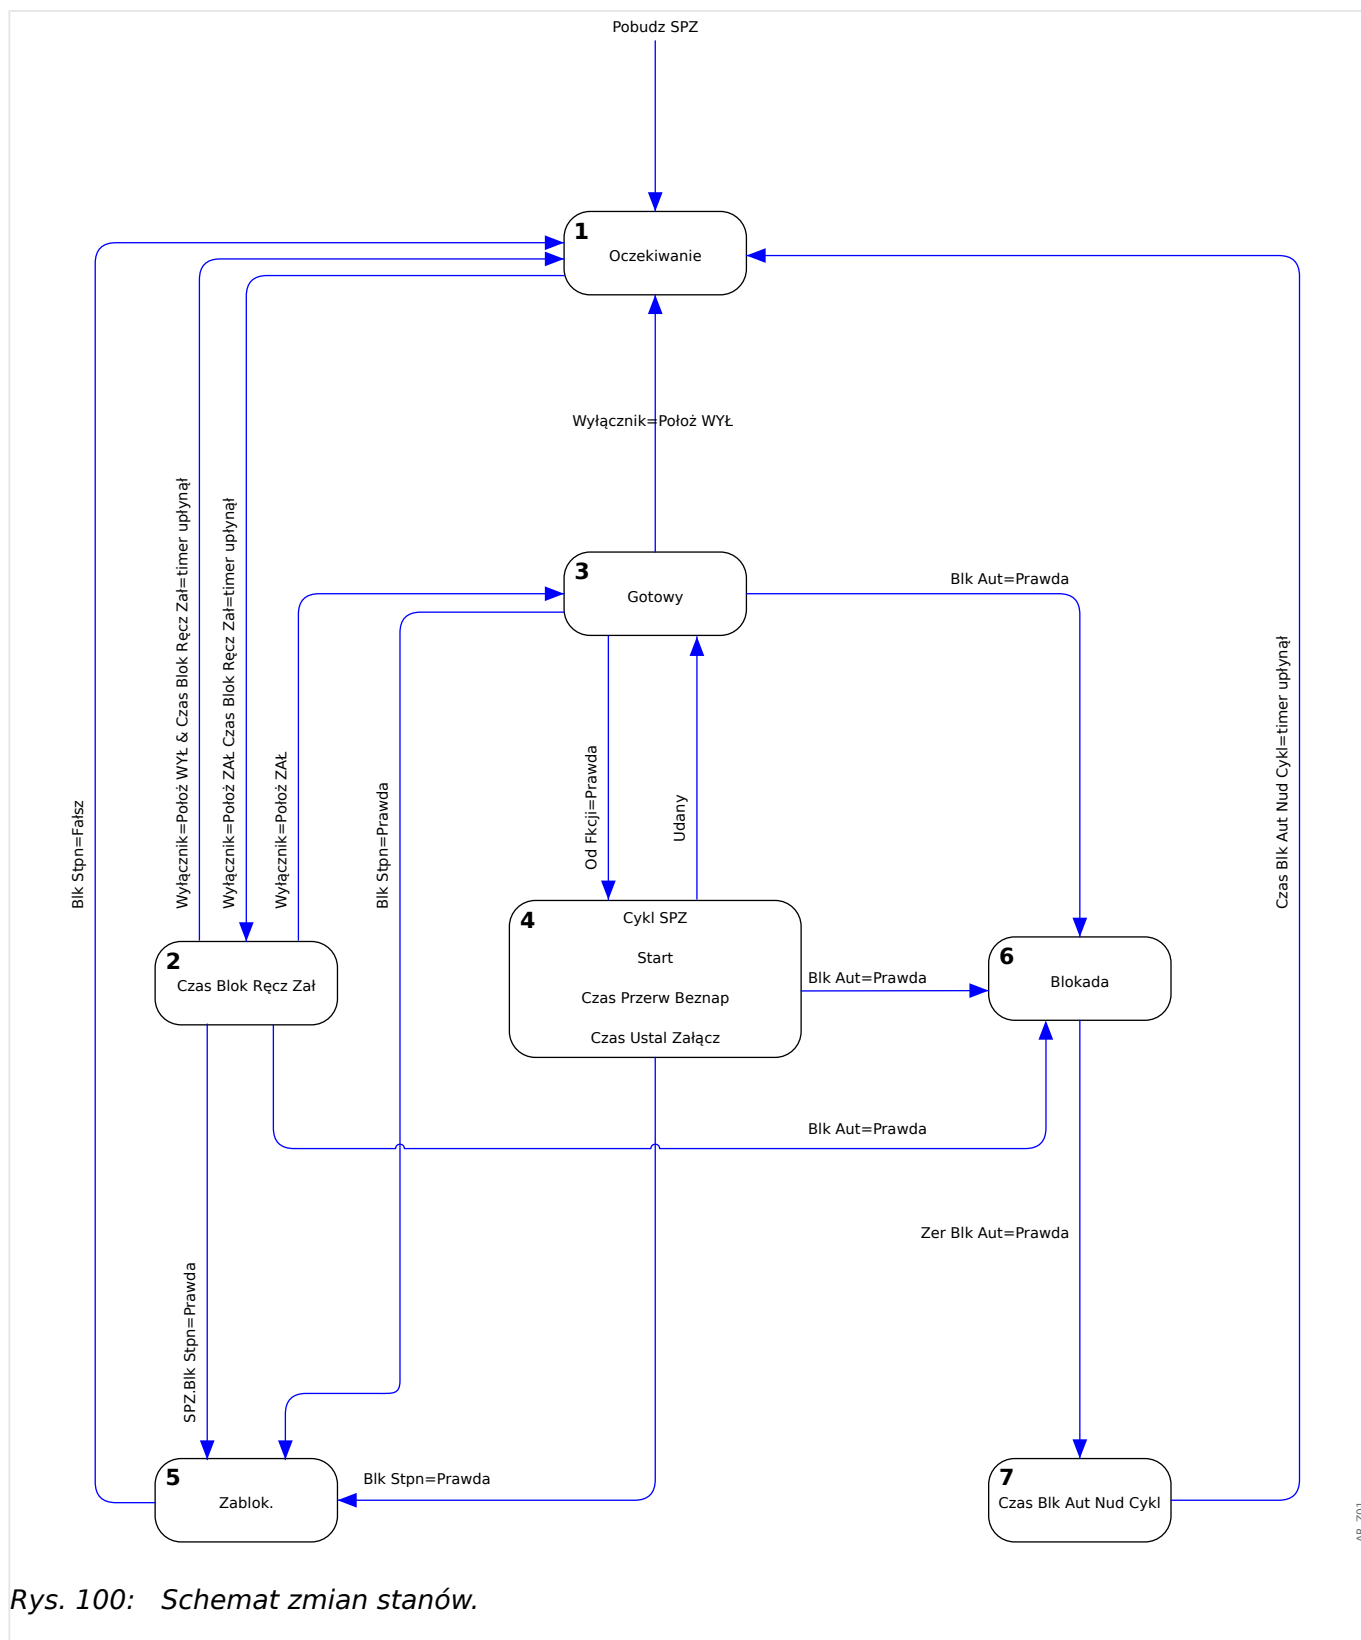 Pobudz SPZ
1
Oczekiwanie
Wyłącznik=Położ WYŁ
3
Gotowy
Blk Aut=Prawda
Blk Stpn=Fałsz
Wyłącznik=Położ WYŁ & Czas Blok Ręcz Zał=timer upłynął
Wyłącznik=Położ ZAŁ Czas Blok Ręcz Zał=timer upłynął
Wyłącznik=Położ ZAŁ
Blk Stpn=Prawda
Od Fkcji=Prawda
Udany
Czas Blk Aut Nud Cykl=timer upłynął
2
Czas Blok Ręcz Zał
4
Cykl SPZ
Start
Czas Przerw Beznap
Czas Ustal Załącz
Blk Aut=Prawda
6
Blokada
Blk Aut=Prawda
Zer Blk Aut=Prawda
SPZ.Blk Stpn=Prawda
5
Zablok.
Blk Stpn=Prawda
7
Czas Blk Aut Nud Cykl
AR_Z01
Rys. 100: Schemat zmian stanów.